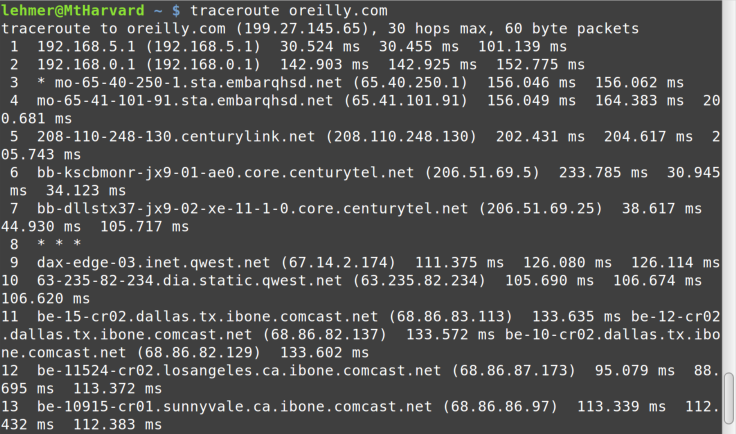 lehmer@MtHarvard ~ $ traceroute oreilly.com
traceroute to oreilly.com (199.27.145.65), 30 hops max, 60 byte packets
 1  192.168.5.1 (192.168.5.1)  30.524 ms  30.455 ms  101.139 ms
 2  192.168.0.1 (192.168.0.1)  142.903 ms  142.925 ms  152.775 ms
 3  * mo-65-40-250-1.sta.embarqhsd.net (65.40.250.1)  156.046 ms  156.062 ms
 4  mo-65-41-101-91.sta.embarqhsd.net (65.41.101.91)  156.049 ms  164.383 ms  20
0.681 ms
 5  208-110-248-130.centurylink.net (208.110.248.130)  202.431 ms  204.617 ms  2
05.743 ms
 6  bb-kscbmonr-jx9-01-ae0.core.centurytel.net (206.51.69.5)  233.785 ms  30.945
 ms  34.123 ms
 7  bb-dllstx37-jx9-02-xe-11-1-0.core.centurytel.net (206.51.69.25)  38.617 ms
44.930 ms  105.717 ms
 8  * * *
 9  dax-edge-03.inet.qwest.net (67.14.2.174)  111.375 ms  126.080 ms  126.114 ms
10  63-235-82-234.dia.static.qwest.net (63.235.82.234)  105.690 ms  106.674 ms
106.620 ms
11  be-15-cr02.dallas.tx.ibone.comcast.net (68.86.83.113)  133.635 ms be-12-cr02
.dallas.tx.ibone.comcast.net (68.86.82.137)  133.572 ms be-10-cr02.dallas.tx.ibo
ne.comcast.net (68.86.82.129)  133.602 ms
12  be-11524-cr02.losangeles.ca.ibone.comcast.net (68.86.87.173)  95.079 ms  88.
695 ms  113.372 ms
13  be-10915-cr01.sunnyvale.ca.ibone.comcast.net (68.86.86.97)  113.339 ms  112.
432 ms  112.383 ms